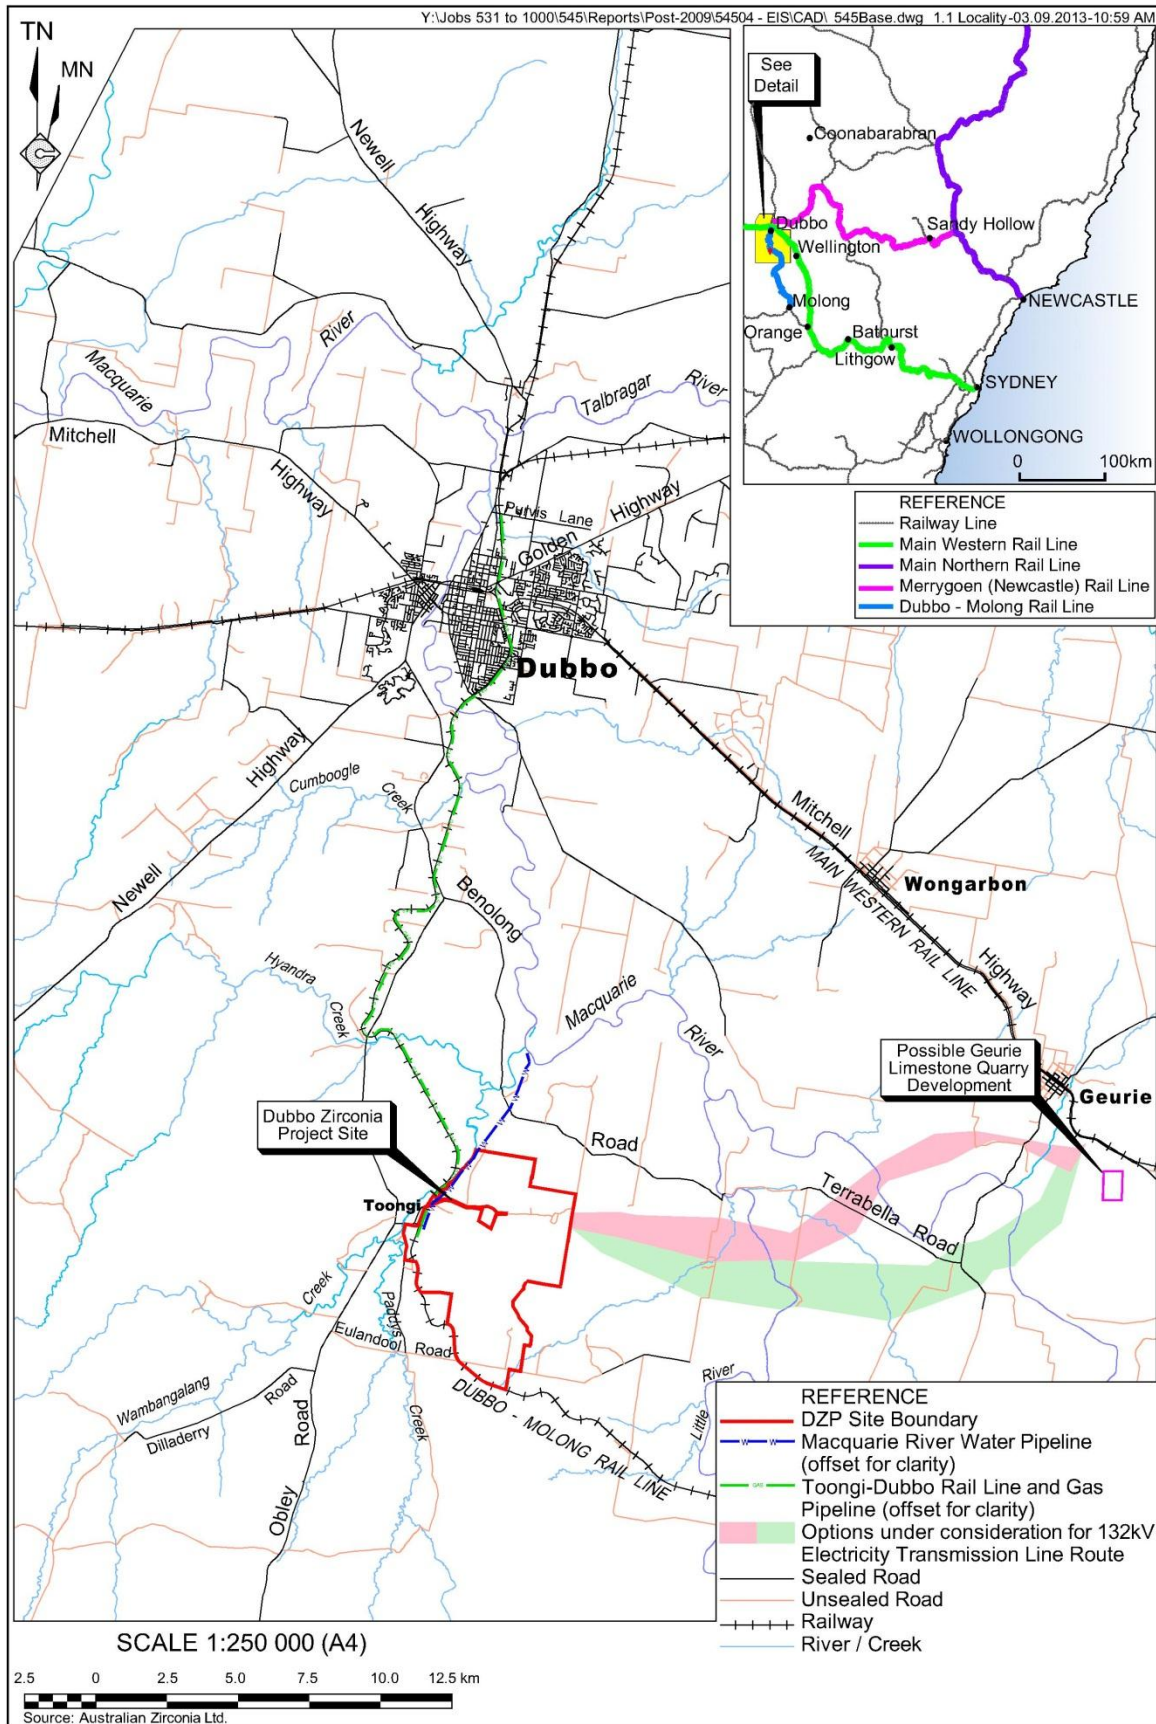 Y:\Jobs 531 to 1000\545\Reports\Post-2009\54504 - EIS\CAD\_545Base.dwg 1.1 Locality-03.09.2013-10:59 AM
TN
MN
See
Detail
Coonabarabran
Dubbo
Sandy Hollow
Wellington
Molong
NEWCASTLE
Orange
Bathurst
Lithgow
SYDNEY
WOLLONGONG
0 100km
REFERENCE
Railway Line
Main Western Rail Line
Main Northern Rail Line
Merrygoen (Newcastle) Rail Line
Dubbo - Molong Rail Line
Newell
Highway
River
Macquarie
Talbragar
River
Mitchell
Highway
Highway
Purvis Lane
Golden
Dubbo
Highway
Cumboogle
Creek
Newell
Mitchell
MAIN WESTERN RAIL LINE
Wongarbon
Highway
Benolong
Hyandra
Creek
Macquarie
River
Possible Geurie
Limestone Quarry
Development
Geurie
Dubbo Zirconia
Project Site
Road
Toongi
Terrabella Road
Creek
Paddys
Eulandool Road
Wambangalang
Road
Dilladerry
Road
Creek
DUBBO - MOLONG RAIL LINE
River
Little
Obley
REFERENCE
DZP Site Boundary
W W
Macquarie River Water Pipeline
(offset for clarity)
GAS
Toongi-Dubbo Rail Line and Gas
Pipeline (offset for clarity)
Options under consideration for 132kV
Electricity Transmission Line Route
Sealed Road
Unsealed Road
Railway
River / Creek
SCALE 1:250 000 (A4)
2.5 0 2.5 5.0 7.5 10.0 12.5 km
Source: Australian Zirconia Ltd.